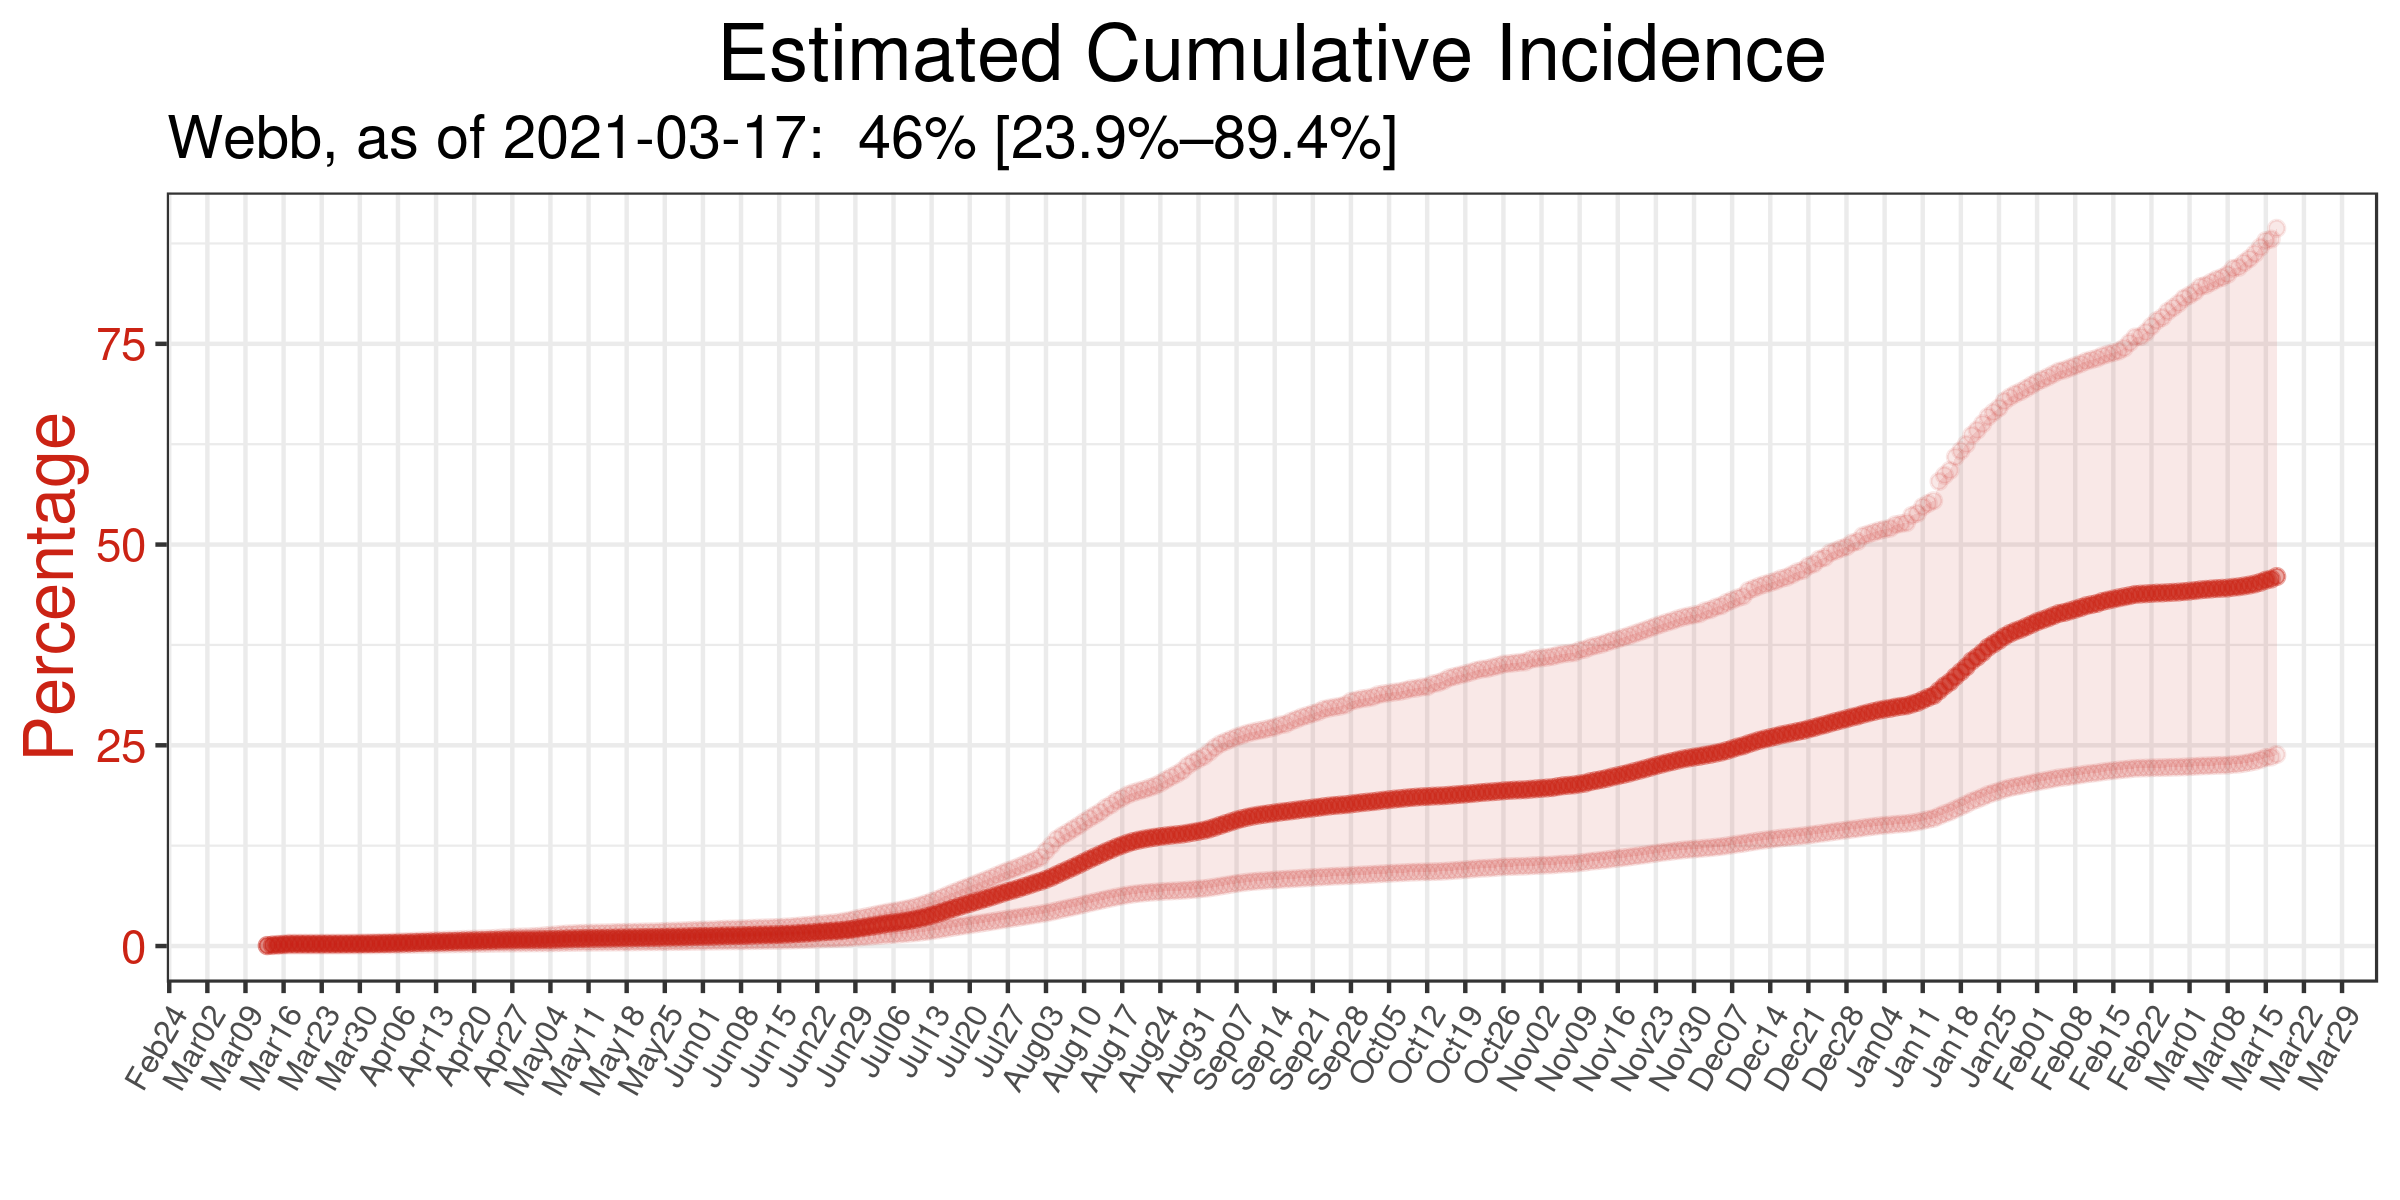 Estimated Cumulative Incidence
Webb, as of 2021-03-17:  46% [23.9%–89.4%]
Percentage
75
50
25
0
Feb24
Mar02
Mar09
Mar16
Mar23
Mar30
Apr06
Apr13
Apr20
Apr27
May04
May11
May18
May25
Jun01
Jun08
Jun15
Jun22
Jun29
Jul06
Jul13
Jul20
Jul27
Aug03
Aug10
Aug17
Aug24
Aug31
Sep07
Sep14
Sep21
Sep28
Oct05
Oct12
Oct19
Oct26
Nov02
Nov09
Nov16
Nov23
Nov30
Dec07
Dec14
Dec21
Dec28
Jan04
Jan11
Jan18
Jan25
Feb01
Feb08
Feb15
Feb22
Mar01
Mar08
Mar15
Mar22
Mar29